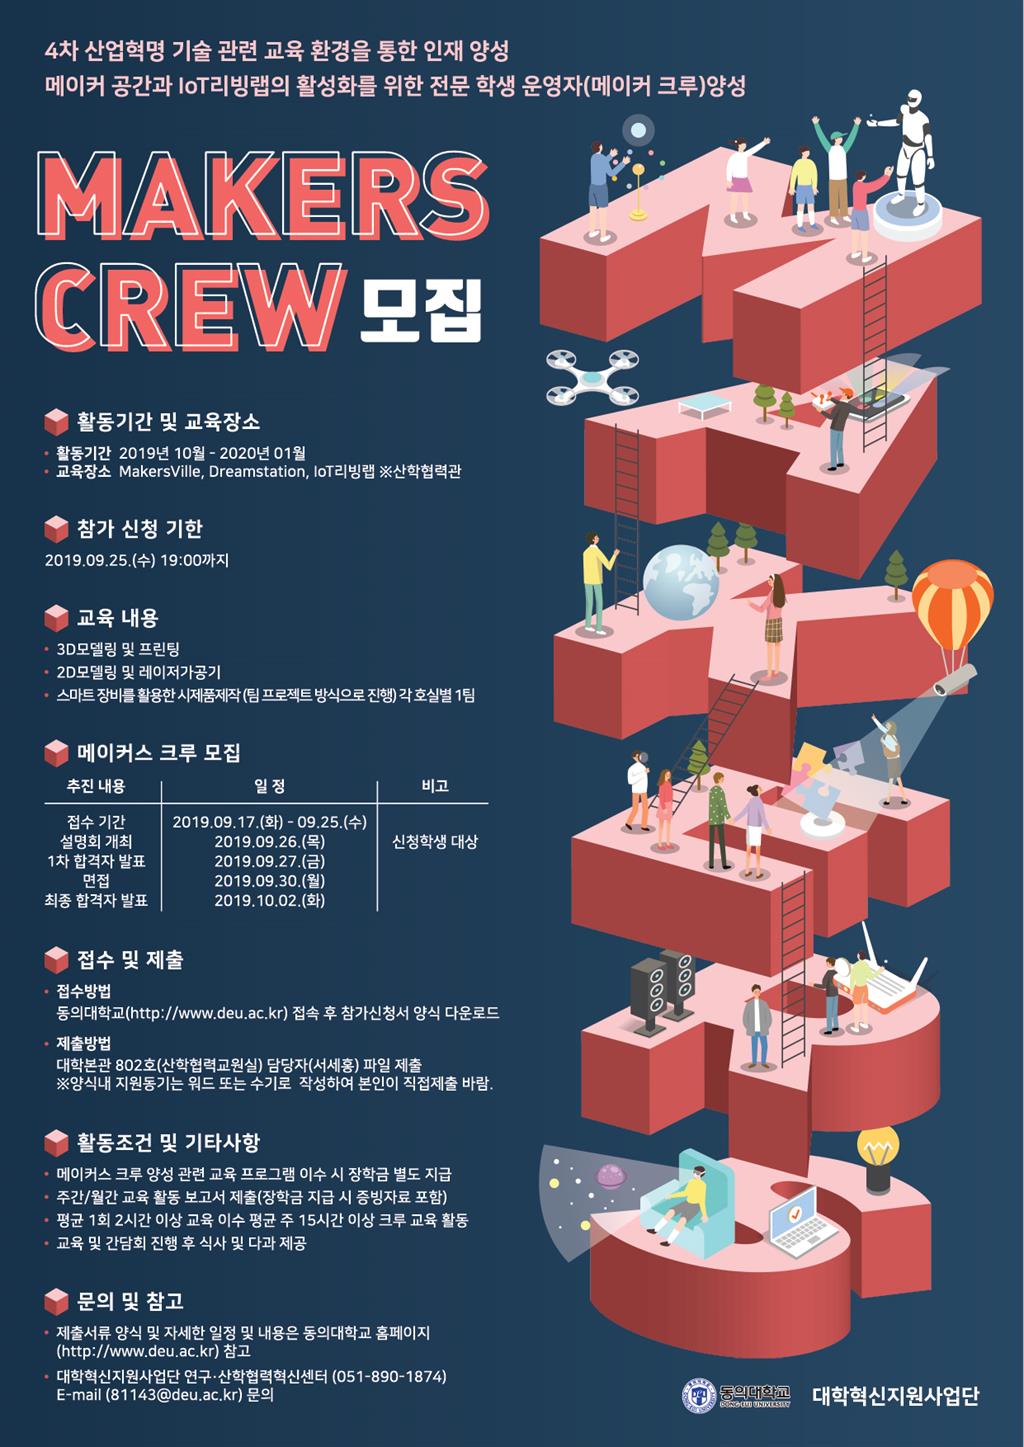 4차 산업혁명 기술 관련 교육 환경을 통한 인재 양성
메이커 공간과 IoT리빙랩의 활성화를 위한 전문 학생 운영자(메이커 크루)양성
MAKERS
CREW 모집
활동기간 및 교육장소
• 활동기간 2019년 10월 - 2020년 01월
• 교육장소 MakersVille, Dreamstation, IoT리빙랩 ※산학협력관
참가 신청 기한
2019.09.25.(수) 19:00까지
교육 내용
• 3D모델링 및 프린팅
• 2D모델링 및 레이저가공기
• 스마트 장비를 활용한 시제품제작 (팀 프로젝트 방식으로 진행) 각 호실별 1팀
메이커스 크루 모집
추진 내용 일 정 비고
접수 기간 2019.09.17.(화) - 09.25.(수)
설명회 개최 2019.09.26.(목) 신청학생 대상
1차 합격자 발표 2019.09.27.(금)
면접 2019.09.30.(월)
최종 합격자 발표 2019.10.02.(화)
접수 및 제출
• 접수방법
동의대학교(http://www.deu.ac.kr) 접속 후 참가신청서 양식 다운로드
• 제출방법
대학본관 802호(산학협력교원실) 담당자(서세홍) 파일 제출
※양식내 지원동기는 워드 또는 수기로 작성하여 본인이 직접제출 바람.
활동조건 및 기타사항
• 메이커스 크루 양성 관련 교육 프로그램 이수 시 장학금 별도 지급
• 주간/월간 교육 활동 보고서 제출(장학금 지급 시 증빙자료 포함)
• 평균 1회 2시간 이상 교육 이수 평균 주 15시간 이상 크루 교육 활동
• 교육 및 간담회 진행 후 식사 및 다과 제공
문의 및 참고
• 제출서류 양식 및 자세한 일정 및 내용은 동의대학교 홈페이지
(http://www.deu.ac.kr) 참고
• 대학혁신지원사업단 연구·산학협력혁신센터 (051-890-1874)
E-mail (81143@deu.ac.kr) 문의
동의대학교
DONG-EUI UNIVERSITY
대학혁신지원사업단